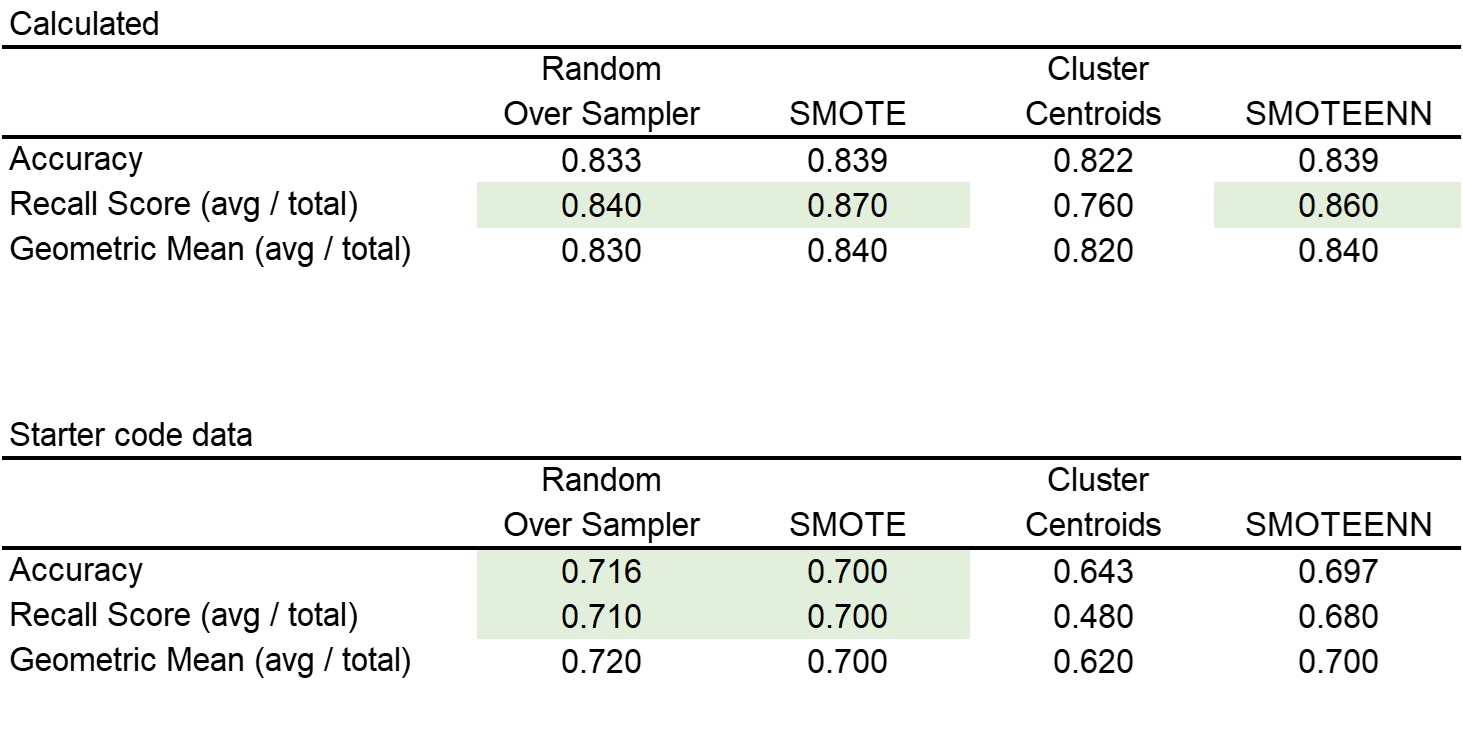 Calculated
Random Cluster
Over Sampler SMOTE Centroids SMOTEENN
Accuracy 0.833 0.839 0.822 0.839
Recall Score (avg / total) 0.840 0.870 0.760 0.860
Geometric Mean (avg / total) 0.830 0.840 0.820 0.840
Starter code data
Random Cluster
Over Sampler SMOTE Centroids SMOTEENN
Accuracy 0.716 0.700 0.643 0.697
Recall Score (avg / total) 0.710 0.700 0.480 0.680
Geometric Mean (avg / total) 0.720 0.700 0.620 0.700